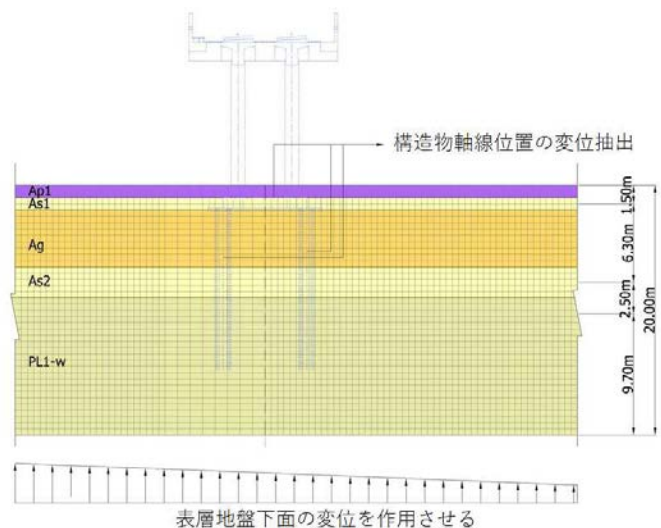 構造物軸線位置の変位抽出
Ap1
As1
Ag
As2
PL1-w
1.50m
6.30m
2.50m
9.70m
20.00m
表層地盤下面の変位を作用させる